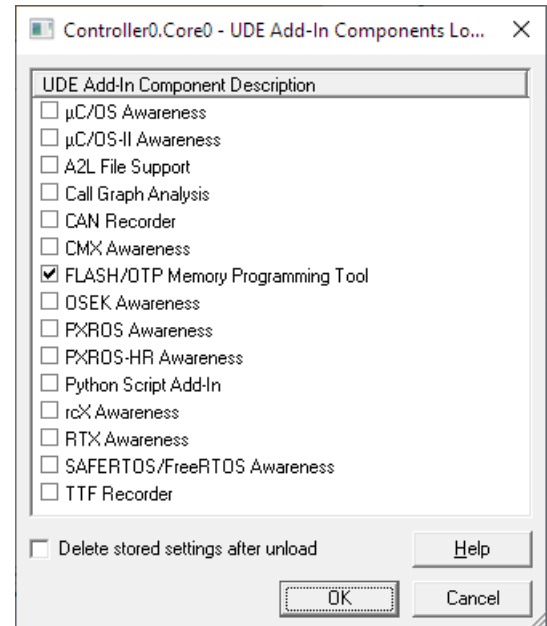 Controller0.Core0 - UDE Add-In Components Lo...
UDE Add-In Component Description
µC/OS Awareness
µC/OS-II Awareness
A2L File Support
Call Graph Analysis
CAN Recorder
CMX Awareness
FLASH/OTP Memory Programming Tool
OSEK Awareness
PXROS Awareness
PXROS-HR Awareness
Python Script Add-In
rcX Awareness
RTX Awareness
SAFERTOS/FreeRTOS Awareness
TTF Recorder
Delete stored settings after unload
Help
OK
Cancel